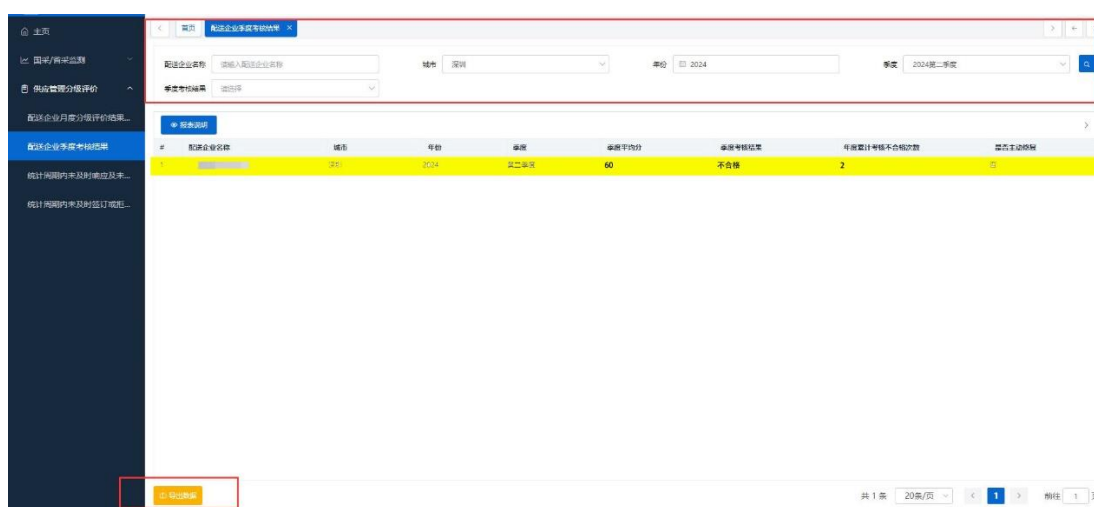 主页
国采/省采监测
供应管理分级评价
配送企业月度分级评价结果...
配送企业季度考核结果
统计周期内未及时响应及未...
统计周期内未及时签订或拒...
首页 配送企业季度考核结果 ×
配送企业名称 请输入配送企业名称 城市 深圳 年份 2024 季度 2024第二季度
季度考核结果 请选择
报表说明
# 配送企业名称 城市 年份 季度 季度平均分 季度考核结果 年度累计考核不合格次数 是否主动修复
1 深圳 2024 第二季度 60 不合格 2 否
导出数据
共 1 条 20条/页 < 1 > 前往 1